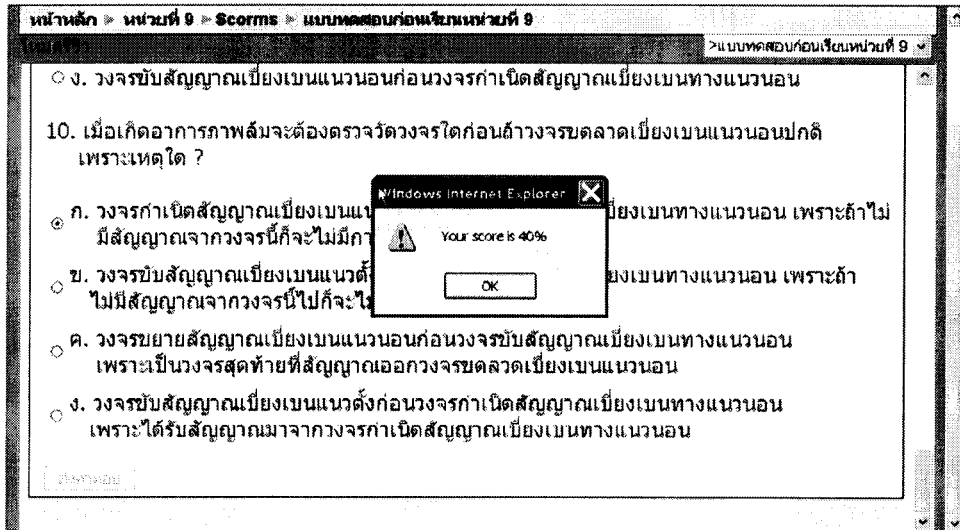 หน้าหลัก ► หน่วยที่ 9 ► Scorms ► แบบทดสอบก่อนเรียนหน่วยที่ 9
>แบบทดสอบก่อนเรียนหน่วยที่ 9
ง. วงจรขับสัญญาณเบี่ยงเบนแนวนอนก่อนวงจรกำเนิดสัญญาณเบี่ยงเบนทางแนวนอน
10. เมื่อเกิดอาการภาพล้มจะต้องตรวจวัดวงจรใดก่อนถ้าวงจรขดลาดเบี่ยงเบนแนวนอนปกติ
เพราะเหตุใด ?
Windows Internet Explorer
ก. วงจรกำเนิดสัญญาณเบี่ยงเบนแน เบี่ยงเบนทางแนวนอน เพราะถ้าไม่
มีสัญญาณจากวงจรนี้ก็จะไม่มีกา
Your score is 40%
ข. วงจรขับสัญญาณเบี่ยงเบนแนวตั้ง ยงเบนทางแนวนอน เพราะถ้า
OK
ไม่มีสัญญาณจากวงจรนี้ไปก็จะไม
ค. วงจรขยายสัญญาณเบี่ยงเบนแนวนอนก่อนวงจรขับสัญญาณเบี่ยงเบนทางแนวนอน
เพราะเป็นวงจรสุดท้ายที่สัญญาณออกวงจรขดลวดเบี่ยงเบนแนวนอน
ง. วงจรขับสัญญาณเบี่ยงเบนแนวตั้งก่อนวงจรกำเนิดสัญญาณเบี่ยงเบนทางแนวนอน
เพราะได้รับสัญญาณมาจากวงจรกำเนิดสัญญาณเบี่ยงเบนทางแนวนอน